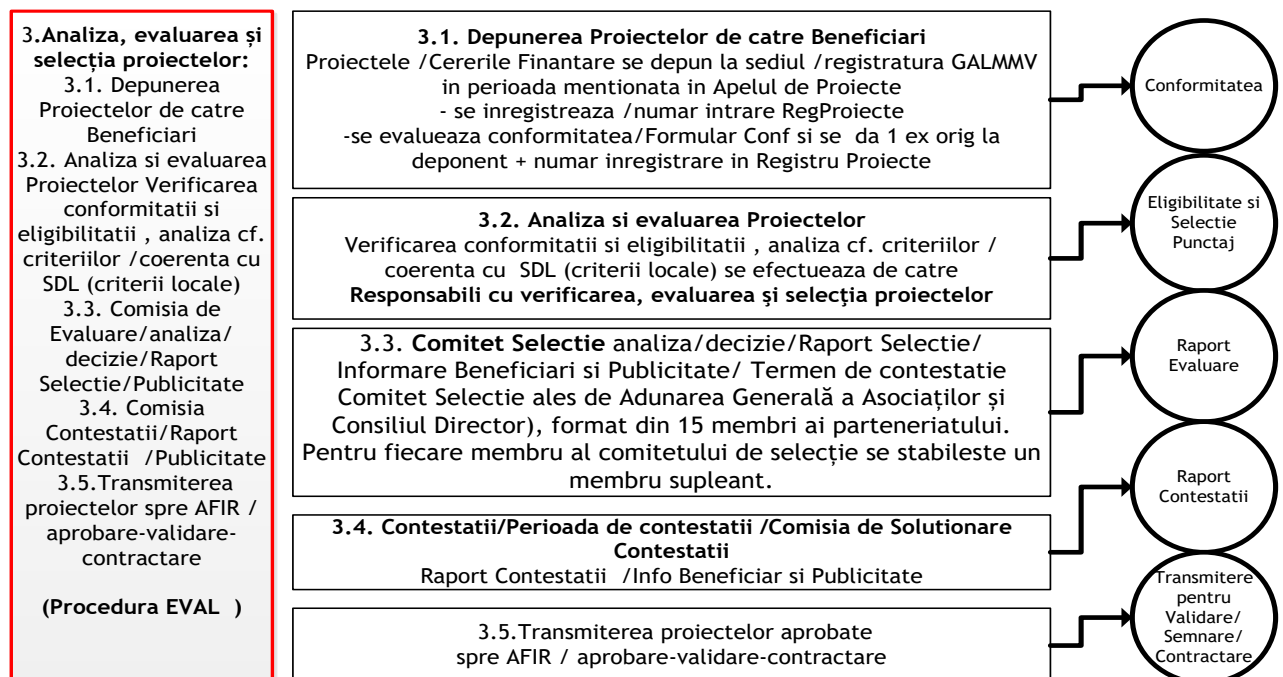 3.Analiza, evaluarea și
selecția proiectelor:
3.1. Depunerea
Proiectelor de catre
Beneficiari
3.2. Analiza si evaluarea
Proiectelor Verificarea
conformitatii si
eligibilitatii , analiza cf.
criteriilor /coerenta cu
SDL (criterii locale)
3.3. Comisia de
Evaluare/analiza/
decizie/Raport
Selectie/Publicitate
3.4. Comisia
Contestatii/Raport
Contestatii /Publicitate
3.5.Transmiterea
proiectelor spre AFIR /
aprobare-validare-
contractare
(Procedura EVAL )
3.1. Depunerea Proiectelor de catre Beneficiari
Proiectele /Cererile Finantare se depun la sediul /registratura GALMMV
in perioada mentionata in Apelul de Proiecte
- se inregistreaza /numar intrare RegProiecte
-se evalueaza conformitatea/Formular Conf si se da 1 ex orig la
deponent + numar inregistrare in Registru Proiecte
Conformitatea
3.2. Analiza si evaluarea Proiectelor
Verificarea conformitatii si eligibilitatii , analiza cf. criteriilor /
coerenta cu SDL (criterii locale) se efectueaza de catre
Responsabili cu verificarea, evaluarea şi selecţia proiectelor
Eligibilitate si
Selectie
Punctaj
3.3. Comitet Selectie analiza/decizie/Raport Selectie/
Informare Beneficiari si Publicitate/ Termen de contestatie
Comitet Selectie ales de Adunarea Generală a Asociaților și
Consiliul Director), format din 15 membri ai parteneriatului.
Pentru fiecare membru al comitetului de selecție se stabileste un
membru supleant.
Raport
Evaluare
3.4. Contestatii/Perioada de contestatii /Comisia de Solutionare
Contestatii
Raport Contestatii /Info Beneficiar si Publicitate
Raport
Contestatii
3.5.Transmiterea proiectelor aprobate
spre AFIR / aprobare-validare-contractare
Transmitere
pentru
Validare/
Semnare/
Contractare